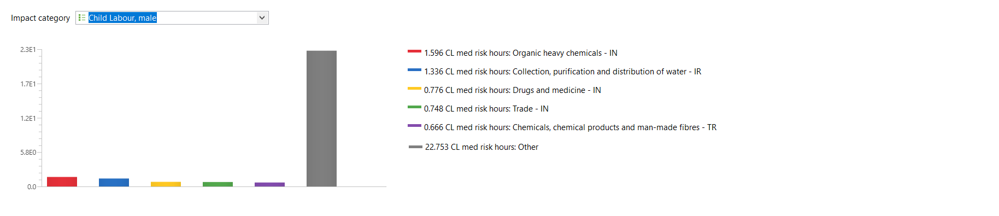 Impact category Child Labour, male
2.3E1
1.7E1
1.2E1
5.8E0
0.0
1.596 CL med risk hours: Organic heavy chemicals - IN
1.336 CL med risk hours: Collection, purification and distribution of water - IR
0.776 CL med risk hours: Drugs and medicine - IN
0.748 CL med risk hours: Trade - IN
0.666 CL med risk hours: Chemicals, chemical products and man-made fibres - TR
22.753 CL med risk hours: Other